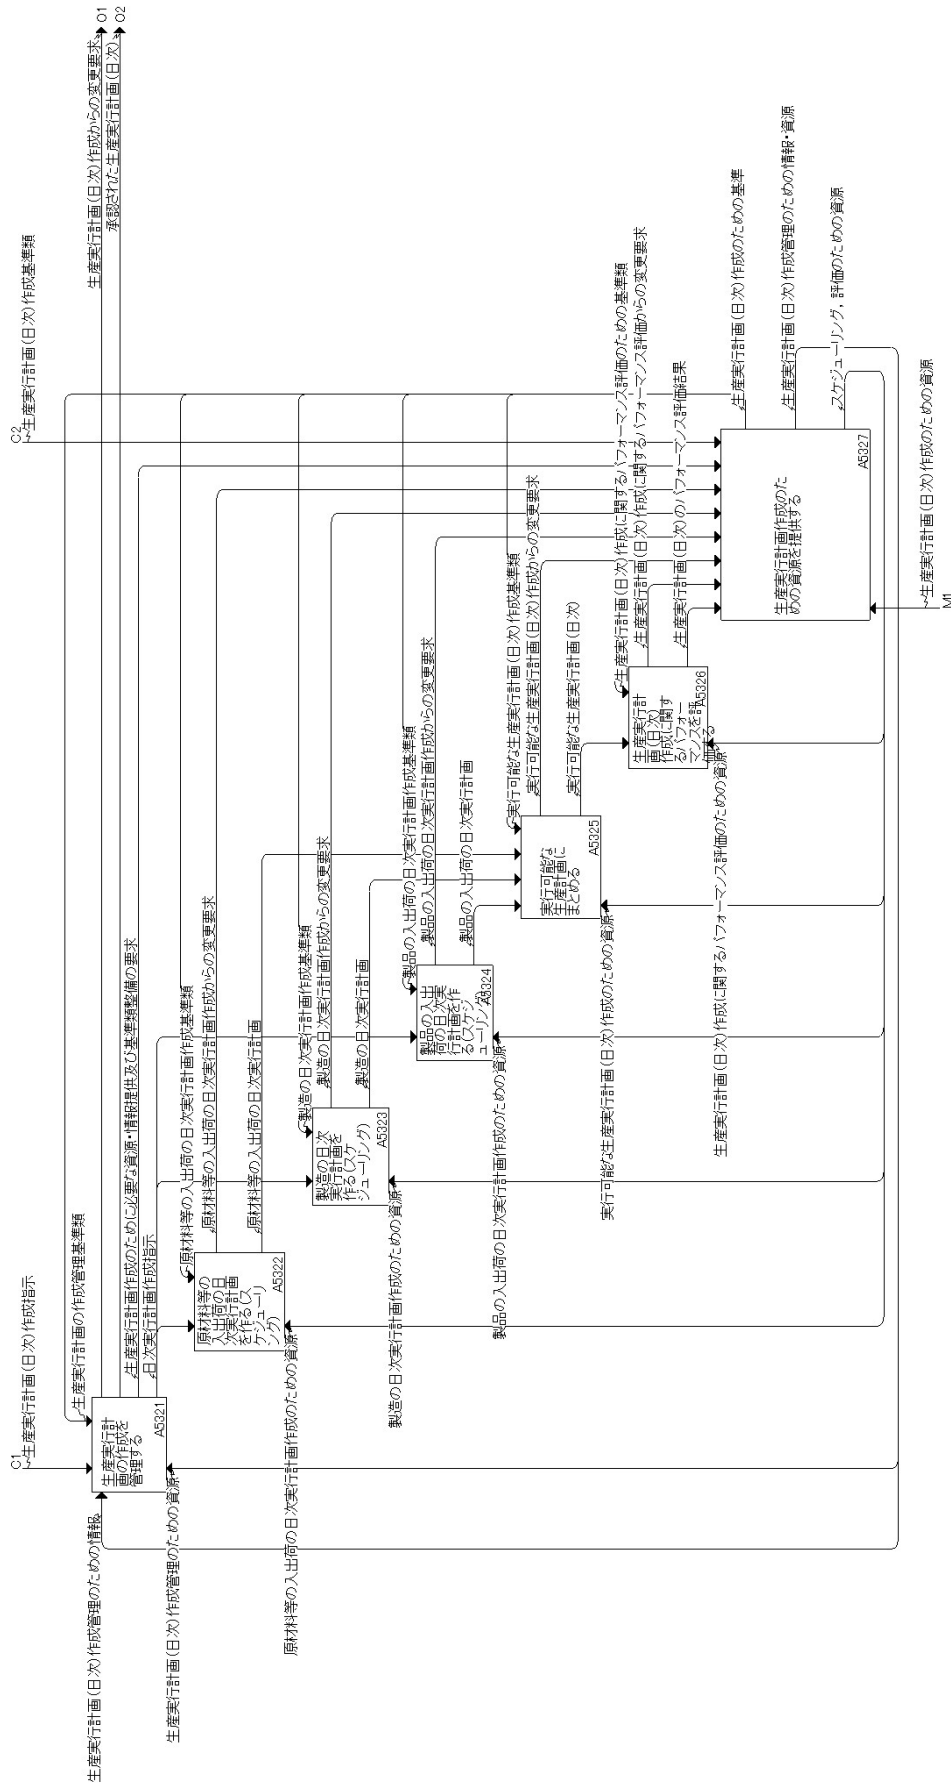 C1
生産実行計画(日次)作成指示
C2
生産実行計画(日次)作成基準類
生産実行計画の作成管理基準類
生産実行計画(日次)作成管理のための情報
生産実行計
画の作成を
管理する
A5321
生産実行計画(日次)作成からの変更要求
O1
承認された生産実行計画(日次)
O2
生産実行計画作成のために必要な資源・情報提供及び基準類整備の要求
日次実行計画作成指示
生産実行計画(日次)作成管理のための資源
原材料等の入出荷の日次実行計画作成基準類
原材料等の
入出荷の日
次実行計画
を作る(ス
ケジューリ
ング)
A5322
原材料等の入出荷の日次実行計画作成からの変更要求
原材料等の入出荷の日次実行計画
原材料等の入出荷の日次実行計画作成のための資源
製造の日次実行計画作成基準類
製造の日次
実行計画を
作る(スケ
ジューリング)
A5323
製造の日次実行計画作成からの変更要求
製造の日次実行計画
製造の日次実行計画作成のための資源
製品の入出荷の日次実行計画作成基準類
製品の入出
荷の日次実
行計画を作
る(スケジ
ューリング)
A5324
製品の入出荷の日次実行計画作成からの変更要求
製品の入出荷の日次実行計画
製品の入出荷の日次実行計画作成のための資源
実行可能な生産実行計画(日次)作成基準類
実行可能な
生産計画に
まとめる
A5325
実行可能な生産実行計画(日次)作成からの変更要求
実行可能な生産実行計画(日次)
実行可能な生産実行計画(日次)作成のための資源
生産実行計画(日次)作成に関するパフォーマンス評価のための基準類
生産実行計
画(日次)
作成に関す
るパフォー
マンスを評
価する
A5326
生産実行計画(日次)作成に関するパフォーマンス評価からの変更要求
生産実行計画(日次)のパフォーマンス評価結果
生産実行計画(日次)作成に関するパフォーマンス評価のための資源
生産実行計画作成のた
めの資源を提供する
A5327
生産実行計画(日次)作成のための基準
生産実行計画(日次)作成管理のための情報・資源
スケジューリング,評価のための資源
生産実行計画(日次)作成のための資源
M1